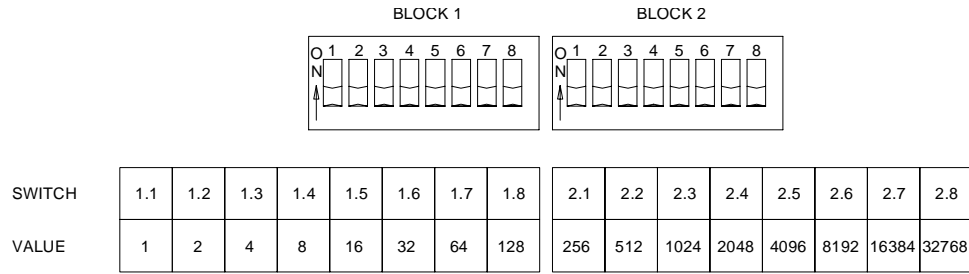 BLOCK 1 BLOCK 2
O 1 2 3 4 5 6 7 8 O 1 2 3 4 5 6 7 8
N N
SWITCH 1.1 1.2 1.3 1.4 1.5 1.6 1.7 1.8 2.1 2.2 2.3 2.4 2.5 2.6 2.7 2.8
VALUE 1 2 4 8 16 32 64 128 256 512 1024 2048 4096 8192 16384 32768